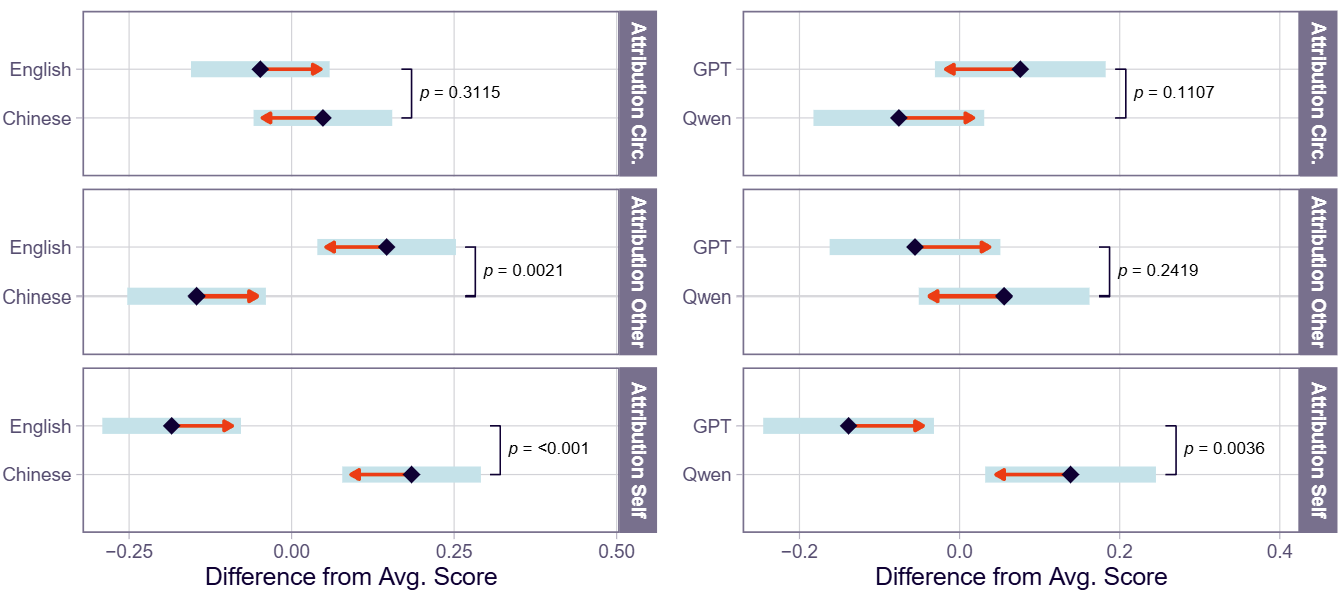 English
Chinese
p = 0.3115
Attribution Circ.
English
Chinese
p = 0.0021
Attribution Other
English
Chinese
p = <0.001
Attribution Self
−0.25
0.00
0.25
0.50
Difference from Avg. Score
GPT
Qwen
p = 0.1107
Attribution Circ.
GPT
Qwen
p = 0.2419
Attribution Other
GPT
Qwen
p = 0.0036
Attribution Self
−0.2
0.0
0.2
0.4
Difference from Avg. Score